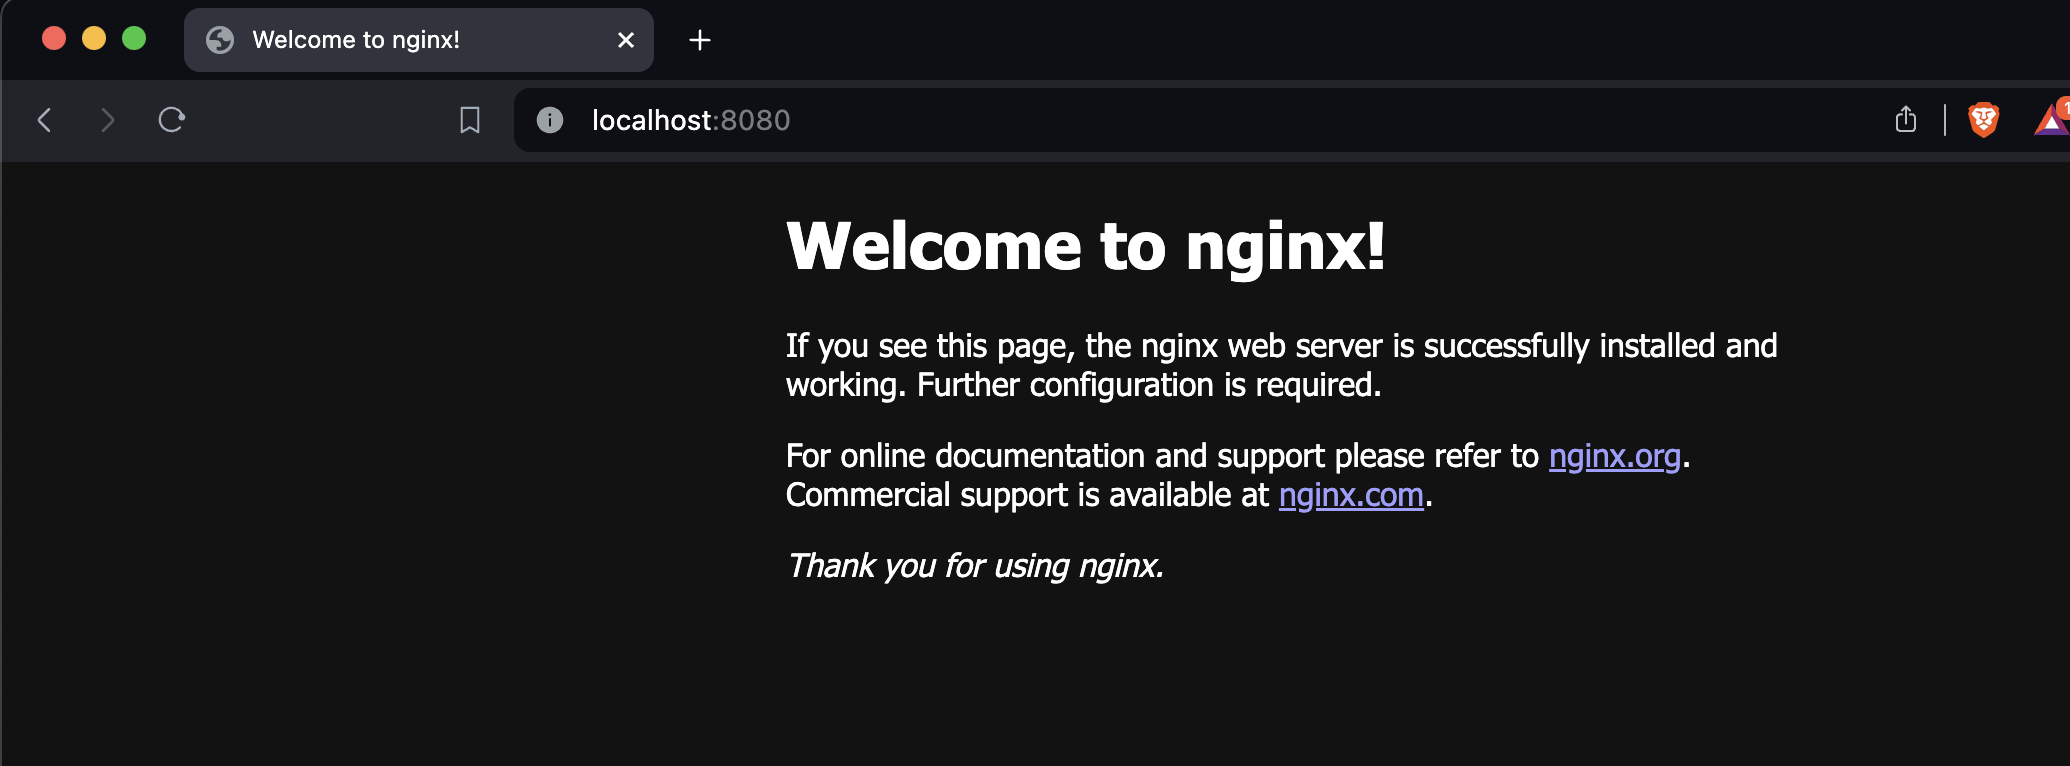 Welcome to nginx!
localhost:8080
1
Welcome to nginx!
If you see this page, the nginx web server is successfully installed and
working. Further configuration is required.
For online documentation and support please refer to nginx.org.
Commercial support is available at nginx.com.
Thank you for using nginx.